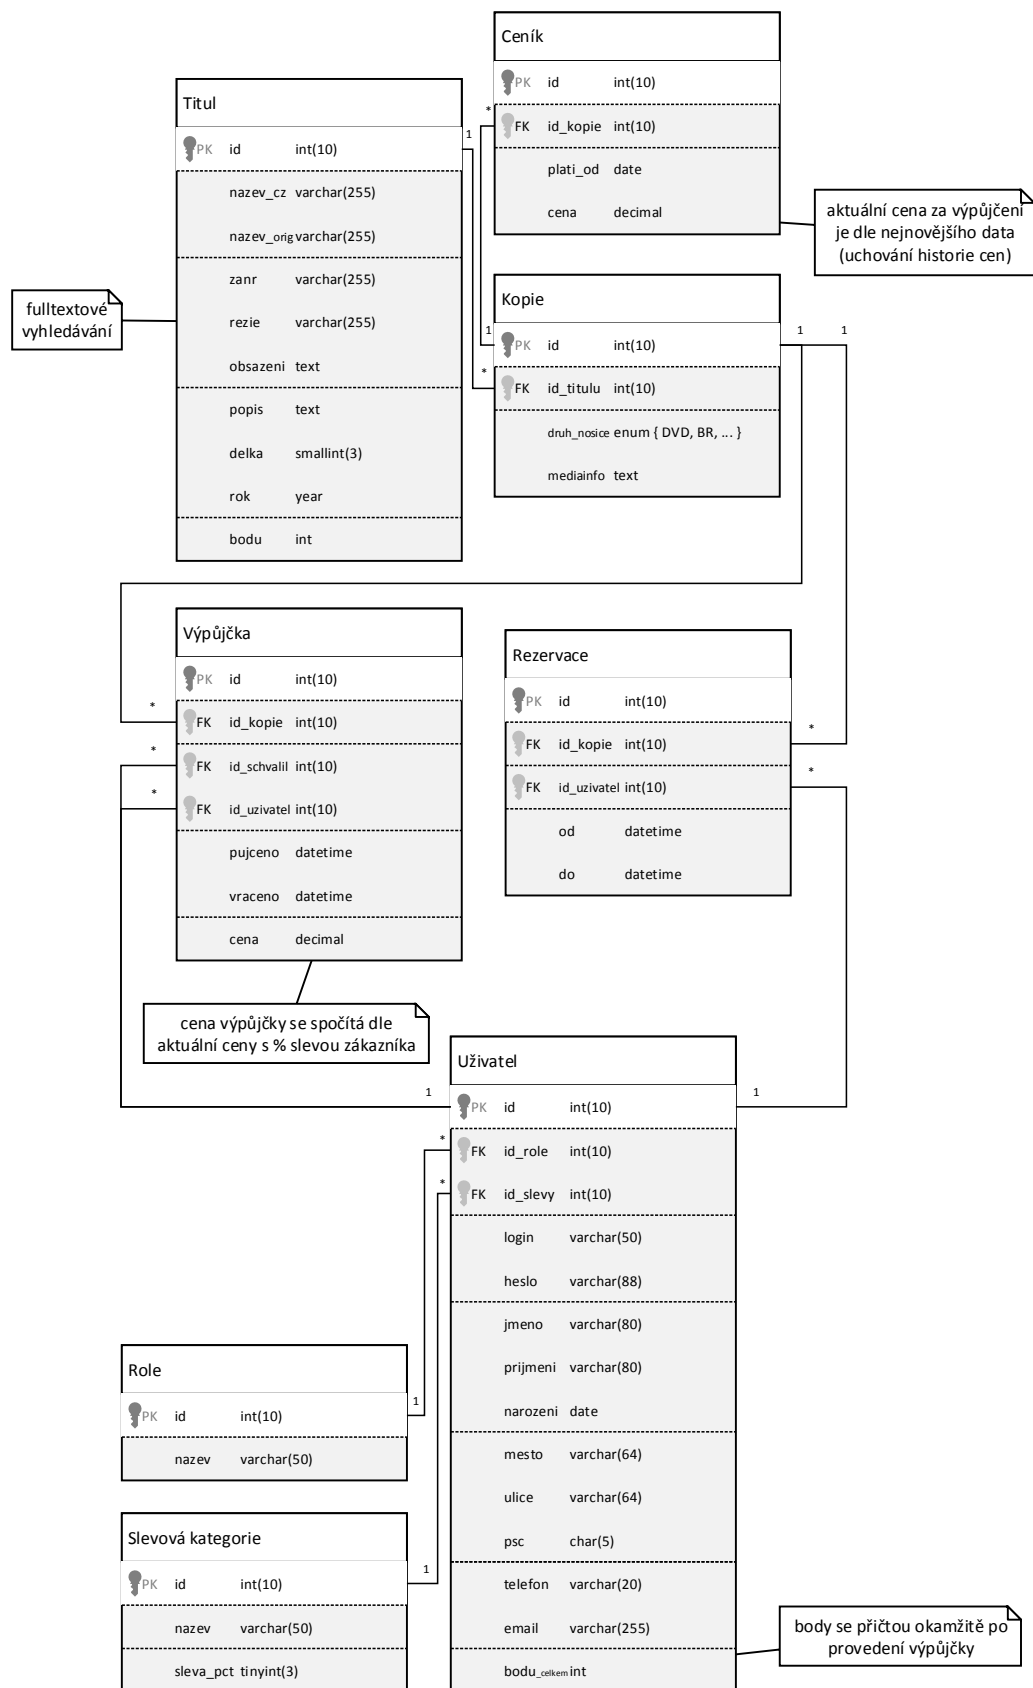 Ceník
PK id int(10)
*
FK id_kopie int(10)
plati_od date
cena decimal
aktuální cena za výpůjčení
je dle nejnovějšího data
(uchování historie cen)
Titul
1
PK id int(10)
nazev_cz varchar(255)
nazev_orig varchar(255)
zanr varchar(255)
rezie varchar(255)
obsazeni text
popis text
delka smallint(3)
rok year
bodu int
fulltextové
vyhledávání
Kopie
1 1 1
PK id int(10)
*
FK id_titulu int(10)
druh_nosice enum { DVD, BR, ... }
mediainfo text
Výpůjčka
PK id int(10)
*
FK id_kopie int(10)
*
FK id_schvalil int(10)
*
FK id_uzivatel int(10)
pujceno datetime
vraceno datetime
cena decimal
cena výpůjčky se spočítá dle
aktuální ceny s % slevou zákazníka
Rezervace
PK id int(10)
*
FK id_kopie int(10)
*
FK id_uzivatel int(10)
od datetime
do datetime
Uživatel
1 1
PK id int(10)
*
FK id_role int(10)
*
FK id_slevy int(10)
login varchar(50)
heslo varchar(88)
jmeno varchar(80)
prijmeni varchar(80)
narozeni date
mesto varchar(64)
ulice varchar(64)
psc char(5)
telefon varchar(20)
email varchar(255)
bodu_celkem int
body se přičtou okamžitě po
provedení výpůjčky
Role
1
PK id int(10)
nazev varchar(50)
Slevová kategorie
1
PK id int(10)
nazev varchar(50)
sleva_pct tinyint(3)